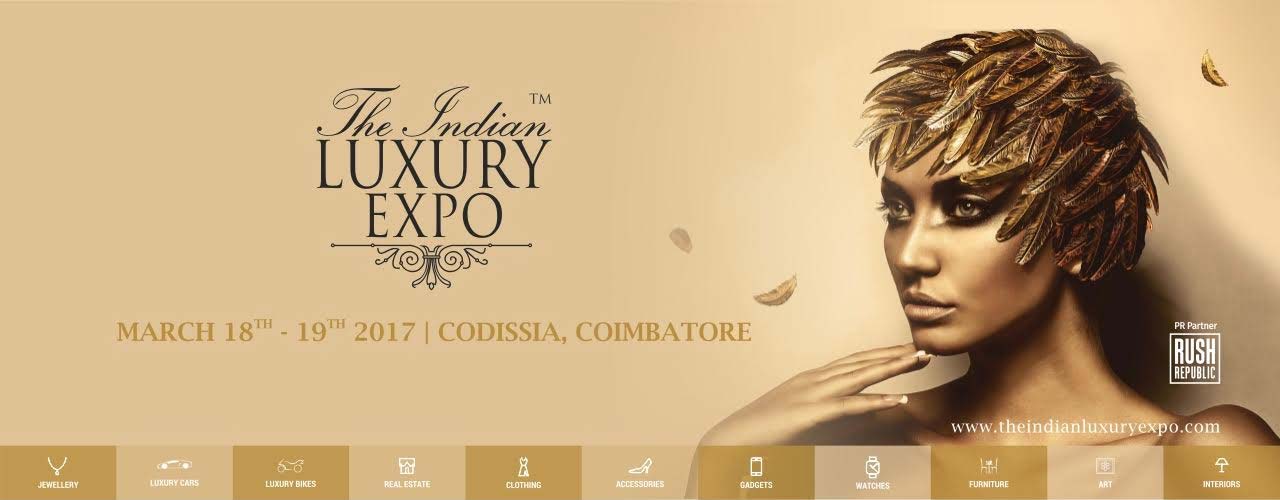 The Indian TM
LUXURY
EXPO
MARCH 18TH - 19TH 2017 | CODISSIA, COIMBATORE
PR Partner
RUSH
REPUBLIC
www.theindianluxuryexpo.com
JEWELLERY LUXURY CARS LUXURY BIKES REAL ESTATE CLOTHING ACCESSORIES GADGETS WATCHES FURNITURE ART INTERIORS